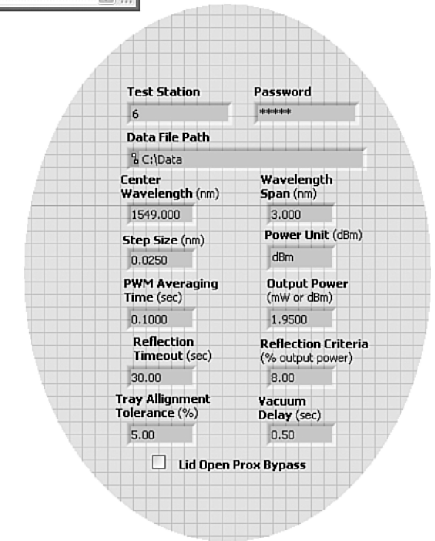 Test Station Password
6 *****
Data File Path
C:\Data
Center Wavelength
Wavelength (nm) Span (nm)
1549.000 3.000
Step Size (nm) Power Unit (dBm)
0.0250 dBm
PWM Averaging Output Power
Time (sec) (mW or dBm)
0.1000 1.9500
Reflection Reflection Criteria
Timeout (sec) (% output power)
30.00 8.00
Tray Allignment Vacuum
Tolerance (%) Delay (sec)
5.00 0.50
Lid Open Prox Bypass